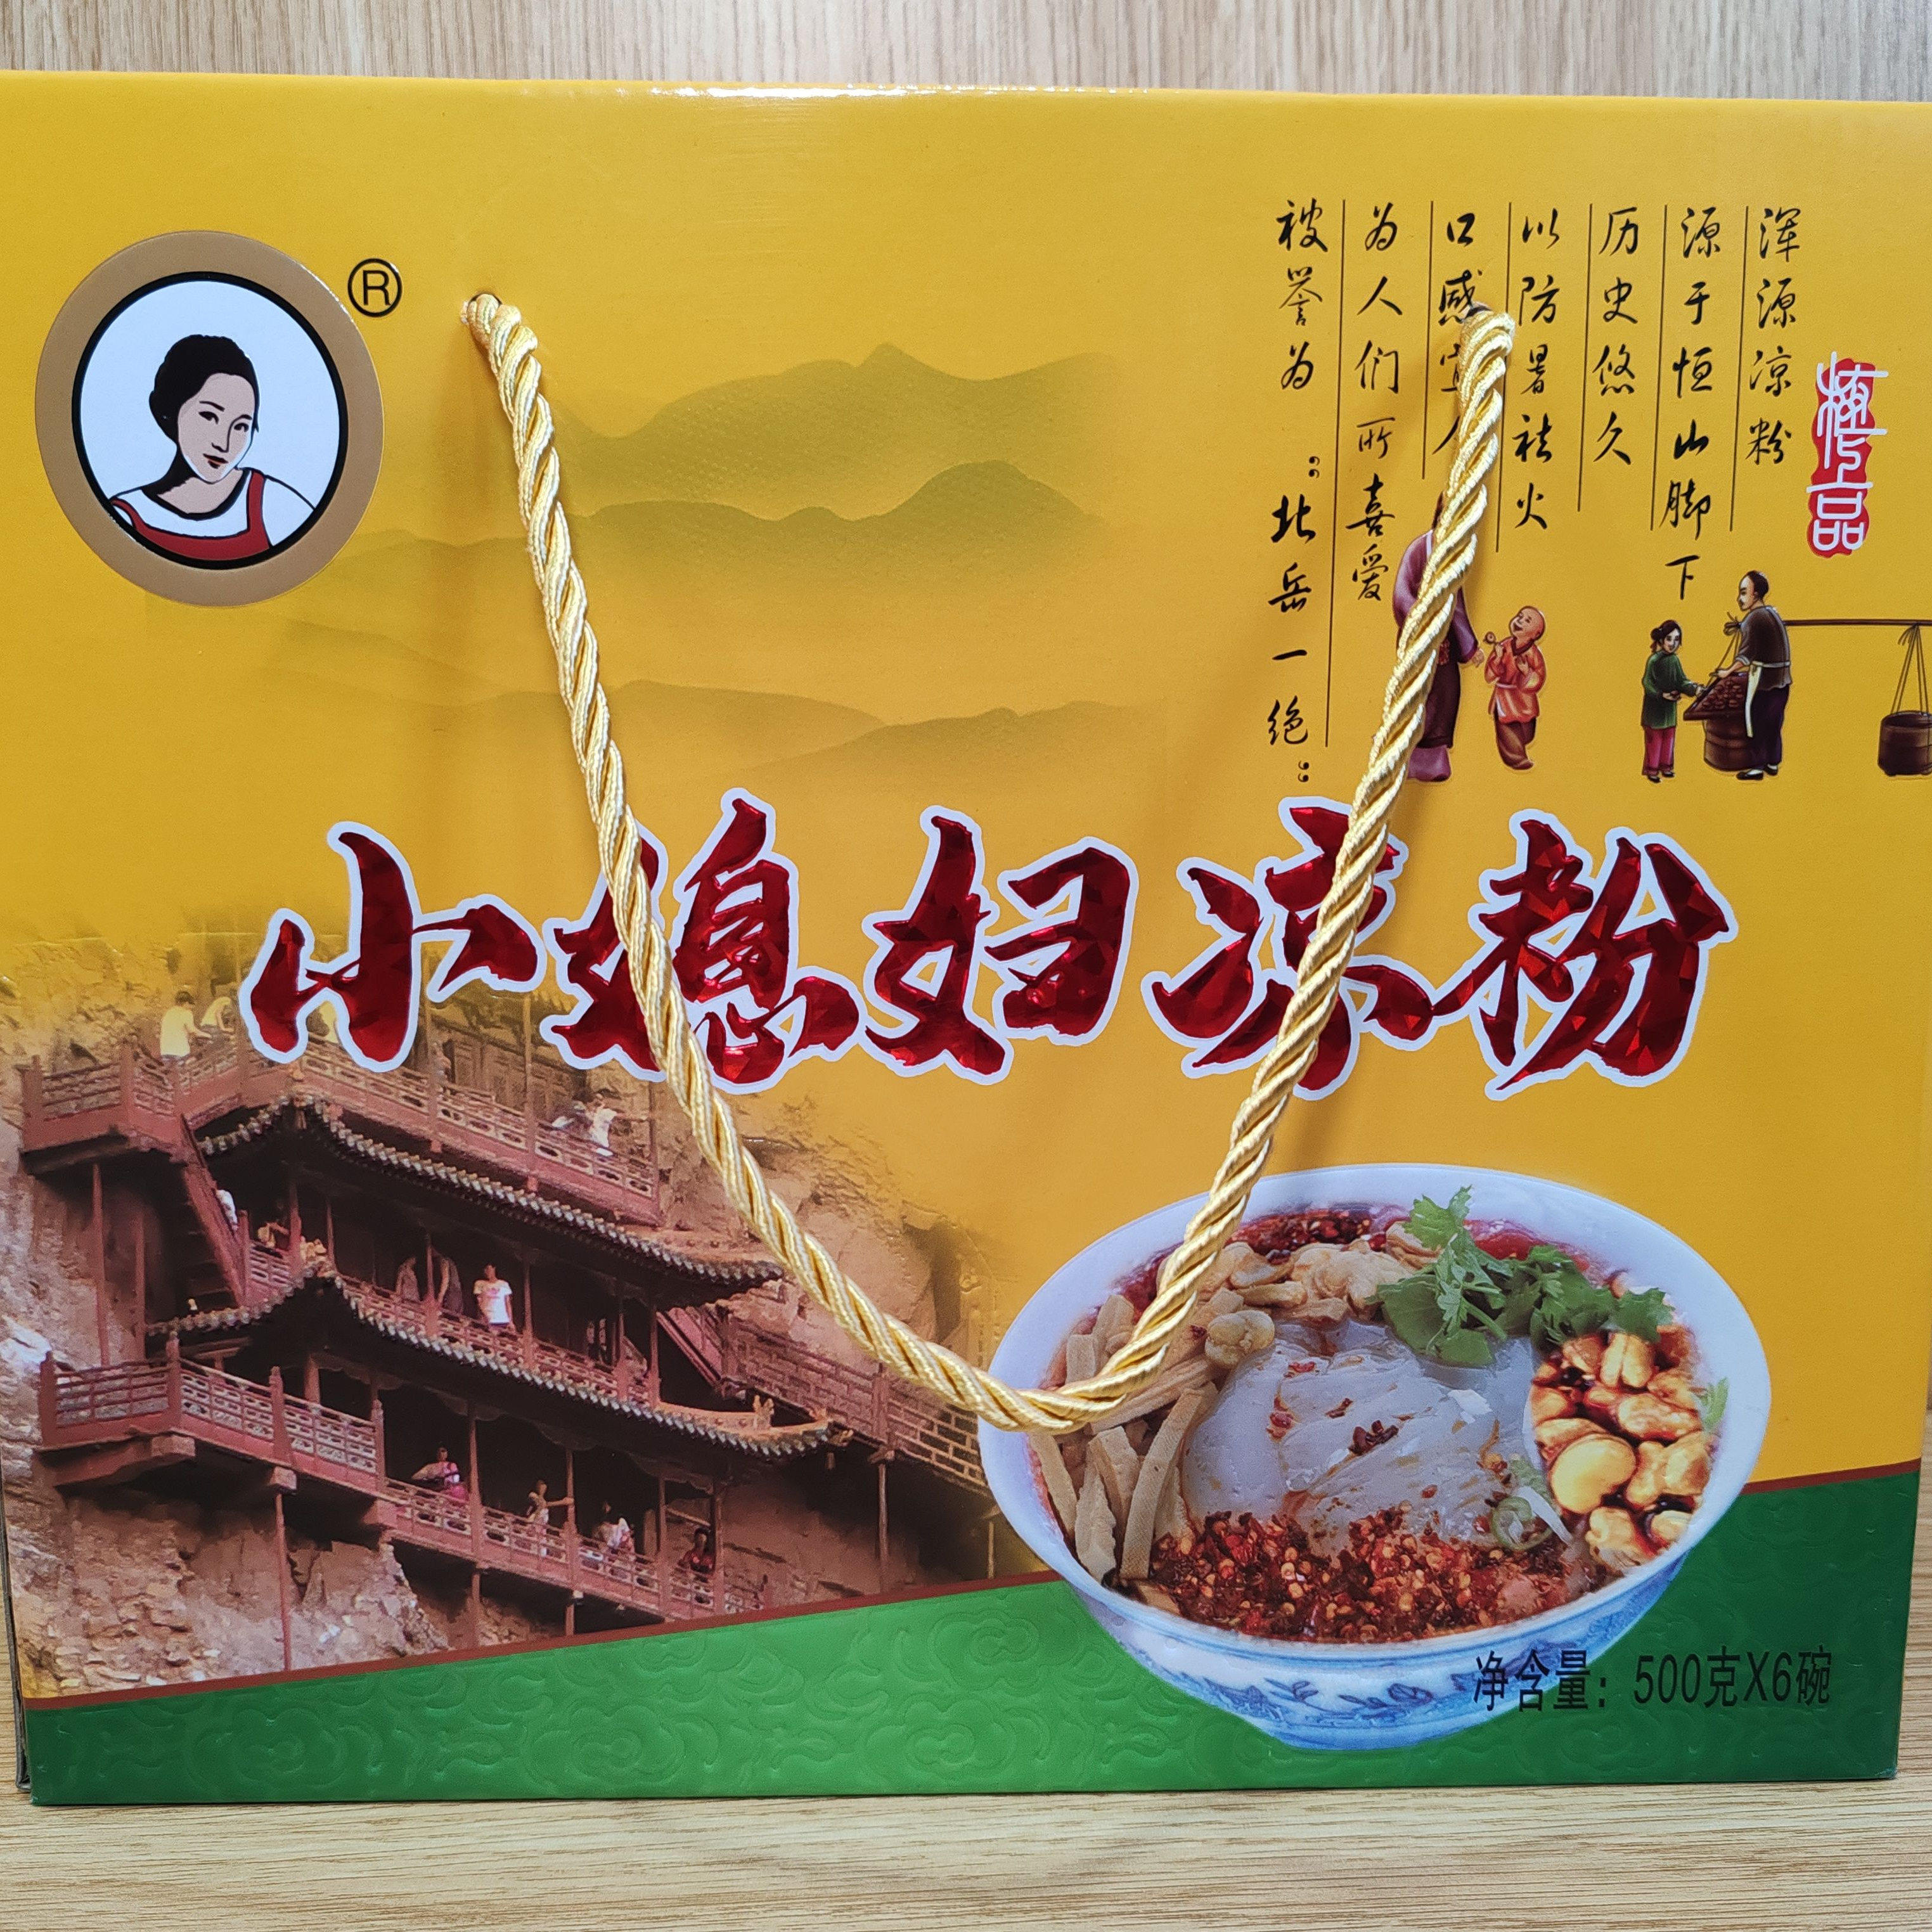 ®
浑源凉粉
源于恒山脚下
历史悠久
以防暑祛火
口感宜人
为人们所喜爱
被誉为“北岳一绝”
小媳妇凉粉
净含量：500克X6碗